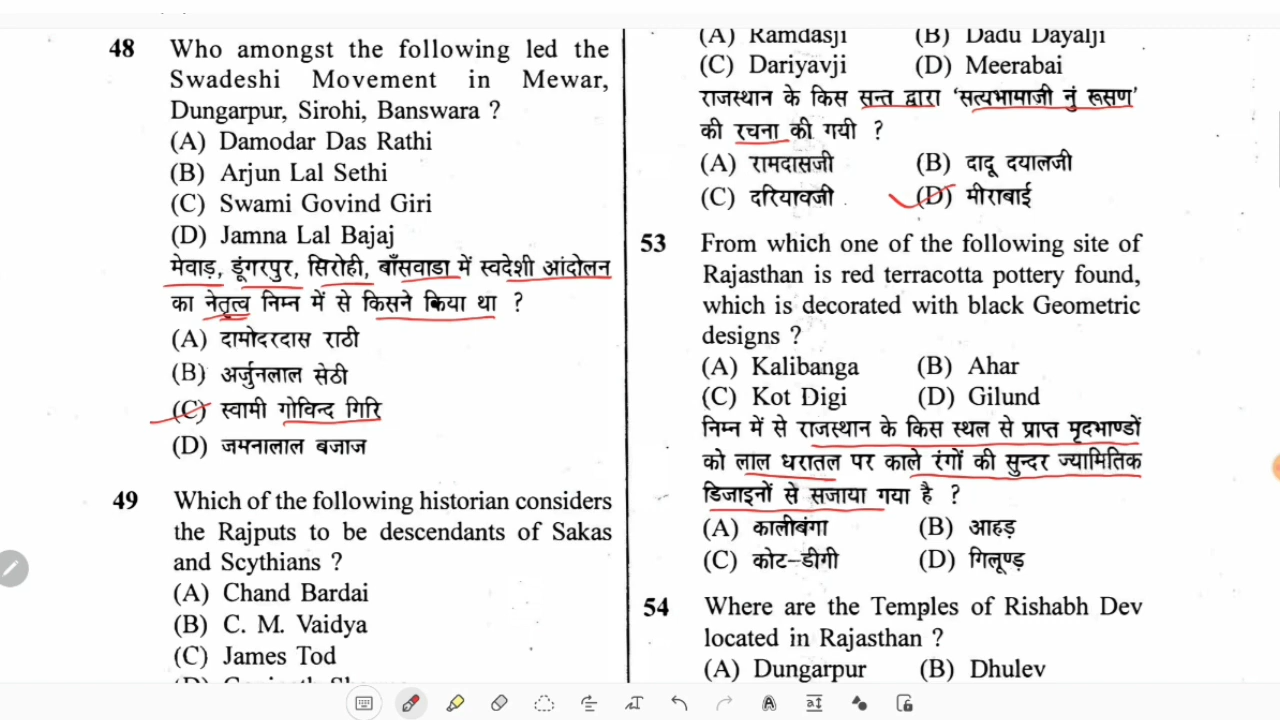 48 Who amongst the following led the
Swadeshi Movement in Mewar,
Dungarpur, Sirohi, Banswara ?
(A) Damodar Das Rathi
(B) Arjun Lal Sethi
(C) Swami Govind Giri
(D) Jamna Lal Bajaj
मेवाड़, डूंगरपुर, सिरोही, बाँसवाडा में स्वदेशी आंदोलन
का नेतृत्व निम्न में से किसने किया था ?
(A) दामोदरदास राठी
(B) अर्जुनलाल सेठी
(C) स्वामी गोविन्द गिरि
(D) जमनालाल बजाज
49 Which of the following historian considers
the Rajputs to be descendants of Sakas
and Scythians ?
(A) Chand Bardai
(B) C. M. Vaidya
(C) James Tod
(A) Ramdasji (B) Dadu Dayalji
(C) Dariyavji (D) Meerabai
राजस्थान के किस सन्त द्वारा ‘सत्यभामाजी नुं रूसण’
की रचना की गयी ?
(A) रामदासजी (B) दादू दयालजी
(C) दरियावजी (D) मीराबाई
53 From which one of the following site of
Rajasthan is red terracotta pottery found,
which is decorated with black Geometric
designs ?
(A) Kalibanga (B) Ahar
(C) Kot Digi (D) Gilund
निम्न में से राजस्थान के किस स्थल से प्राप्त मृदभाण्डों
को लाल धरातल पर काले रंगों की सुन्दर ज्यामितिक
डिजाइनों से सजाया गया है ?
(A) कालीबंगा (B) आहड़
(C) कोट-डीगी (D) गिलूण्ड़
54 Where are the Temples of Rishabh Dev
located in Rajasthan ?
(A) Dungarpur (B) Dhulev